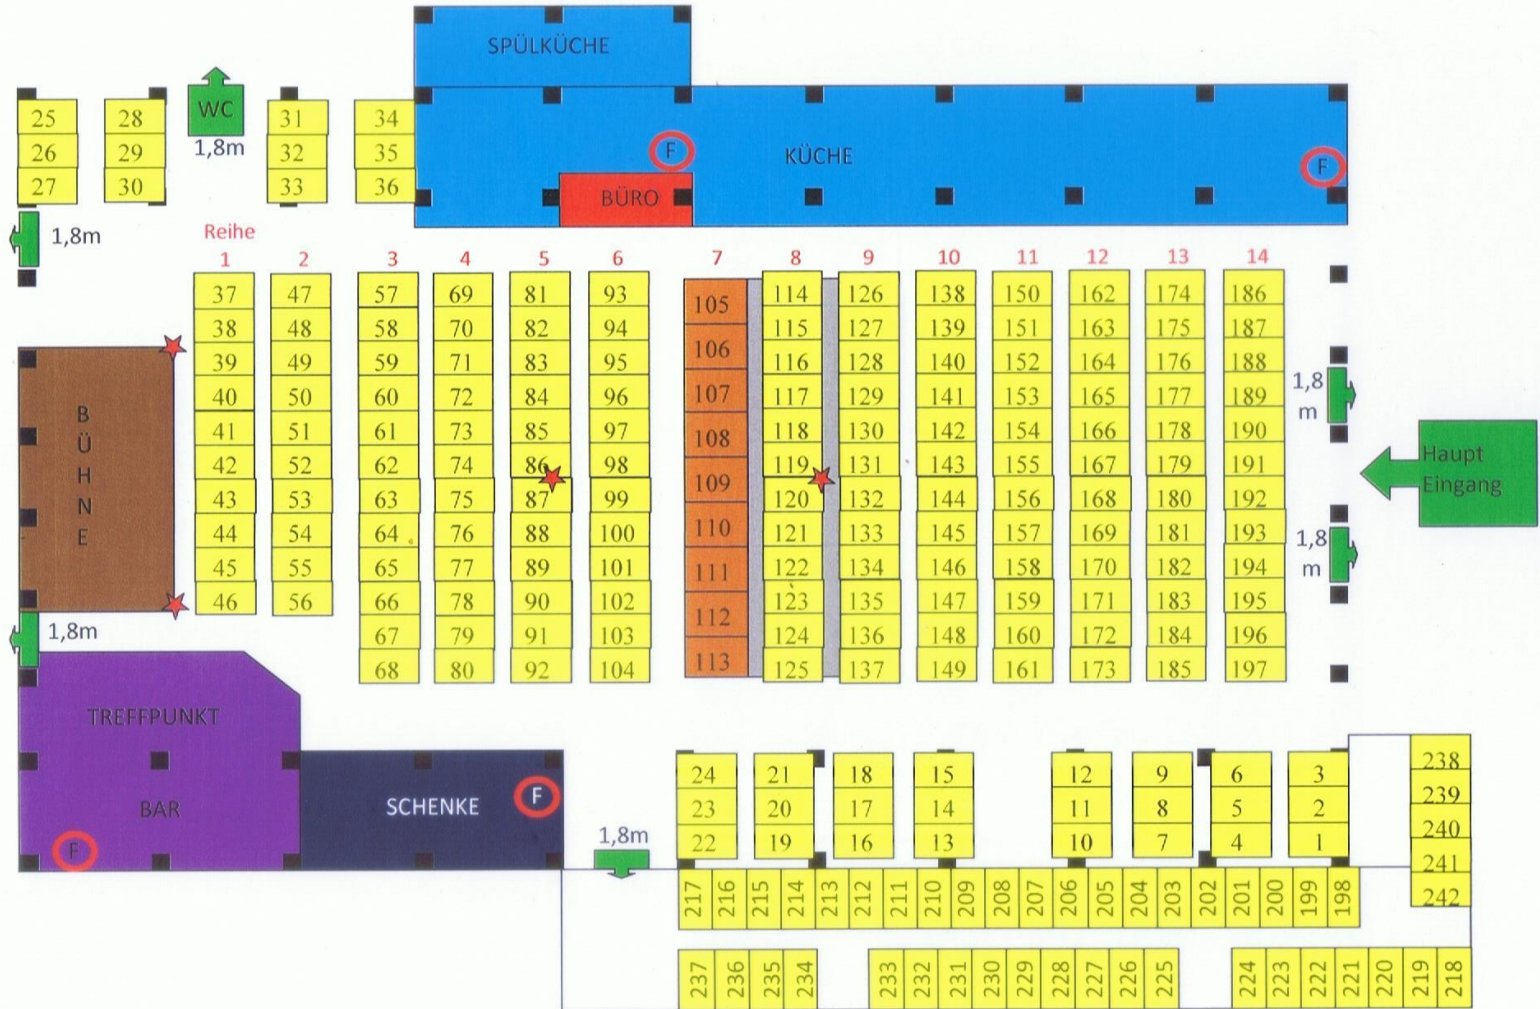 SPÜLKÜCHE
WC
1,8m
25 28 31 34
26 29 32 35
27 30 33 36
F
KÜCHE
F
BÜRO
1,8m
Reihe
1 2 3 4 5 6 7 8 9 10 11 12 13 14
37 47 57 69 81 93 105 114 126 138 150 162 174 186
38 48 58 70 82 94 106 115 127 139 151 163 175 187
39 49 59 71 83 95 107 116 128 140 152 164 176 188
40 50 60 72 84 96 108 117 129 141 153 165 177 189
41 51 61 73 85 97 109 118 130 142 154 166 178 190
42 52 62 74 86 98 110 119 131 143 155 167 179 191
43 53 63 75 87 99 111 120 132 144 156 168 180 192
44 54 64 76 88 100 112 121 133 145 157 169 181 193
45 55 65 77 89 101 113 122 134 146 158 170 182 194
46 56 66 78 90 102 123 135 147 159 171 183 195
67 79 91 103 124 136 148 160 172 184 196
68 80 92 104 125 137 149 161 173 185 197
BÜHNE
1,8
m
Haupt
Eingang
1,8
m
1,8m
TREFFPUNKT
BAR
F
SCHENKE
F
1,8m
24 21 18 15 12 9 6 3
23 20 17 14 11 8 5 2
22 19 16 13 10 7 4 1
238
239
240
241
242
217 216 215 214 213 212 211 210 209 208 207 206 205 204 203 202 201 200 199 198
237 236 235 234 233 232 231 230 229 228 227 226 225 224 223 222 221 220 219 218